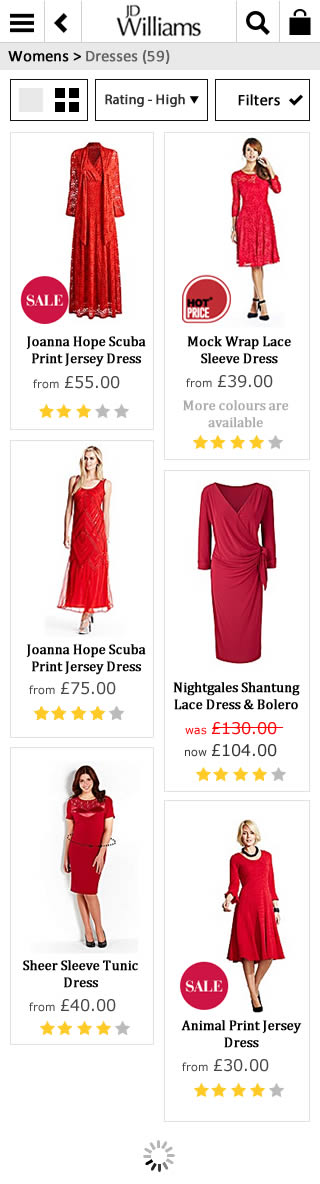 JD
Williams
Womens > Dresses (59)
Rating - High ▼
Filters ✔
SALE
Joanna Hope Scuba
Print Jersey Dress
from £55.00
HOT
PRICE
Mock Wrap Lace
Sleeve Dress
from £39.00
More colours are
available
Joanna Hope Scuba
Print Jersey Dress
from £75.00
Nightgales Shantung
Lace Dress & Bolero
was £130.00
now £104.00
Sheer Sleeve Tunic
Dress
from £40.00
SALE
Animal Print Jersey
Dress
from £30.00